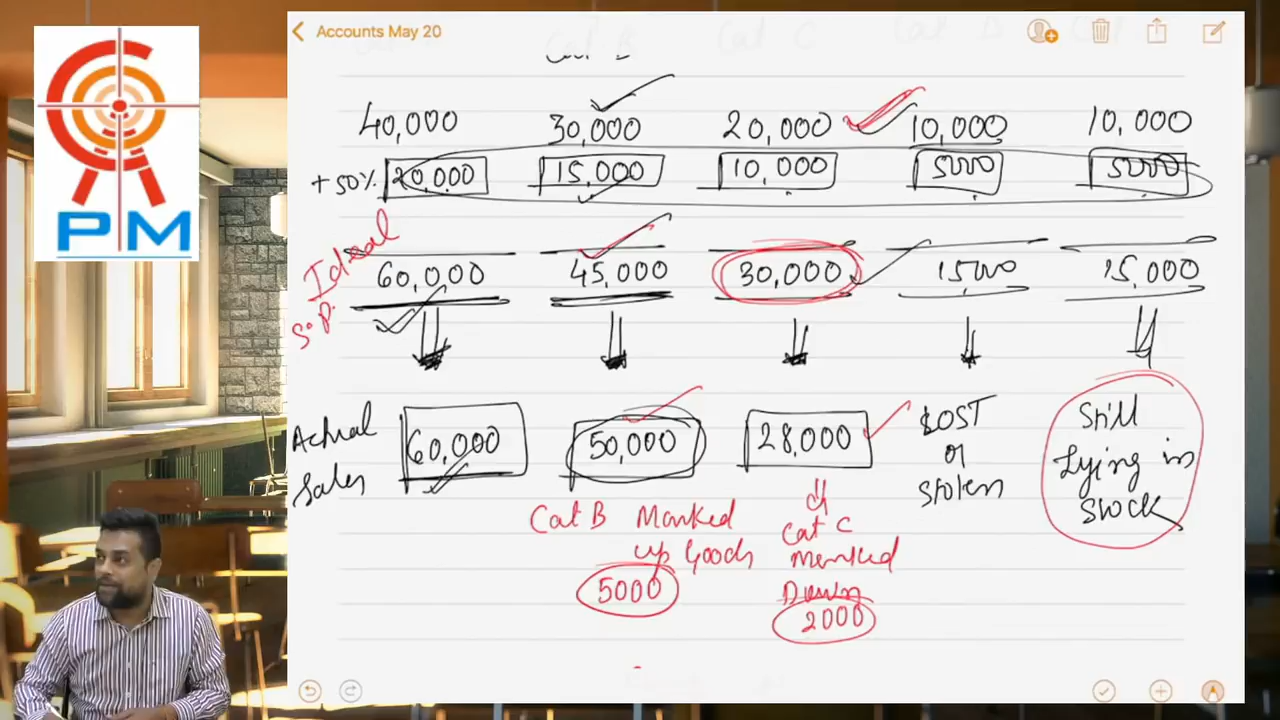 Accounts May 20
Cat B
40,000 30,000 20,000 10,000 10,000
+50% 20,000 15,000 10,000 5000 5000
Ideal S.P. 60,000 45,000 30,000 1500 15,000
Actual Sales 60,000 50,000 28,000 LOST or Stolen Still Lying in Stock
Cat B Marked up Goods 5000
Cat C Marked Down 2000
PM